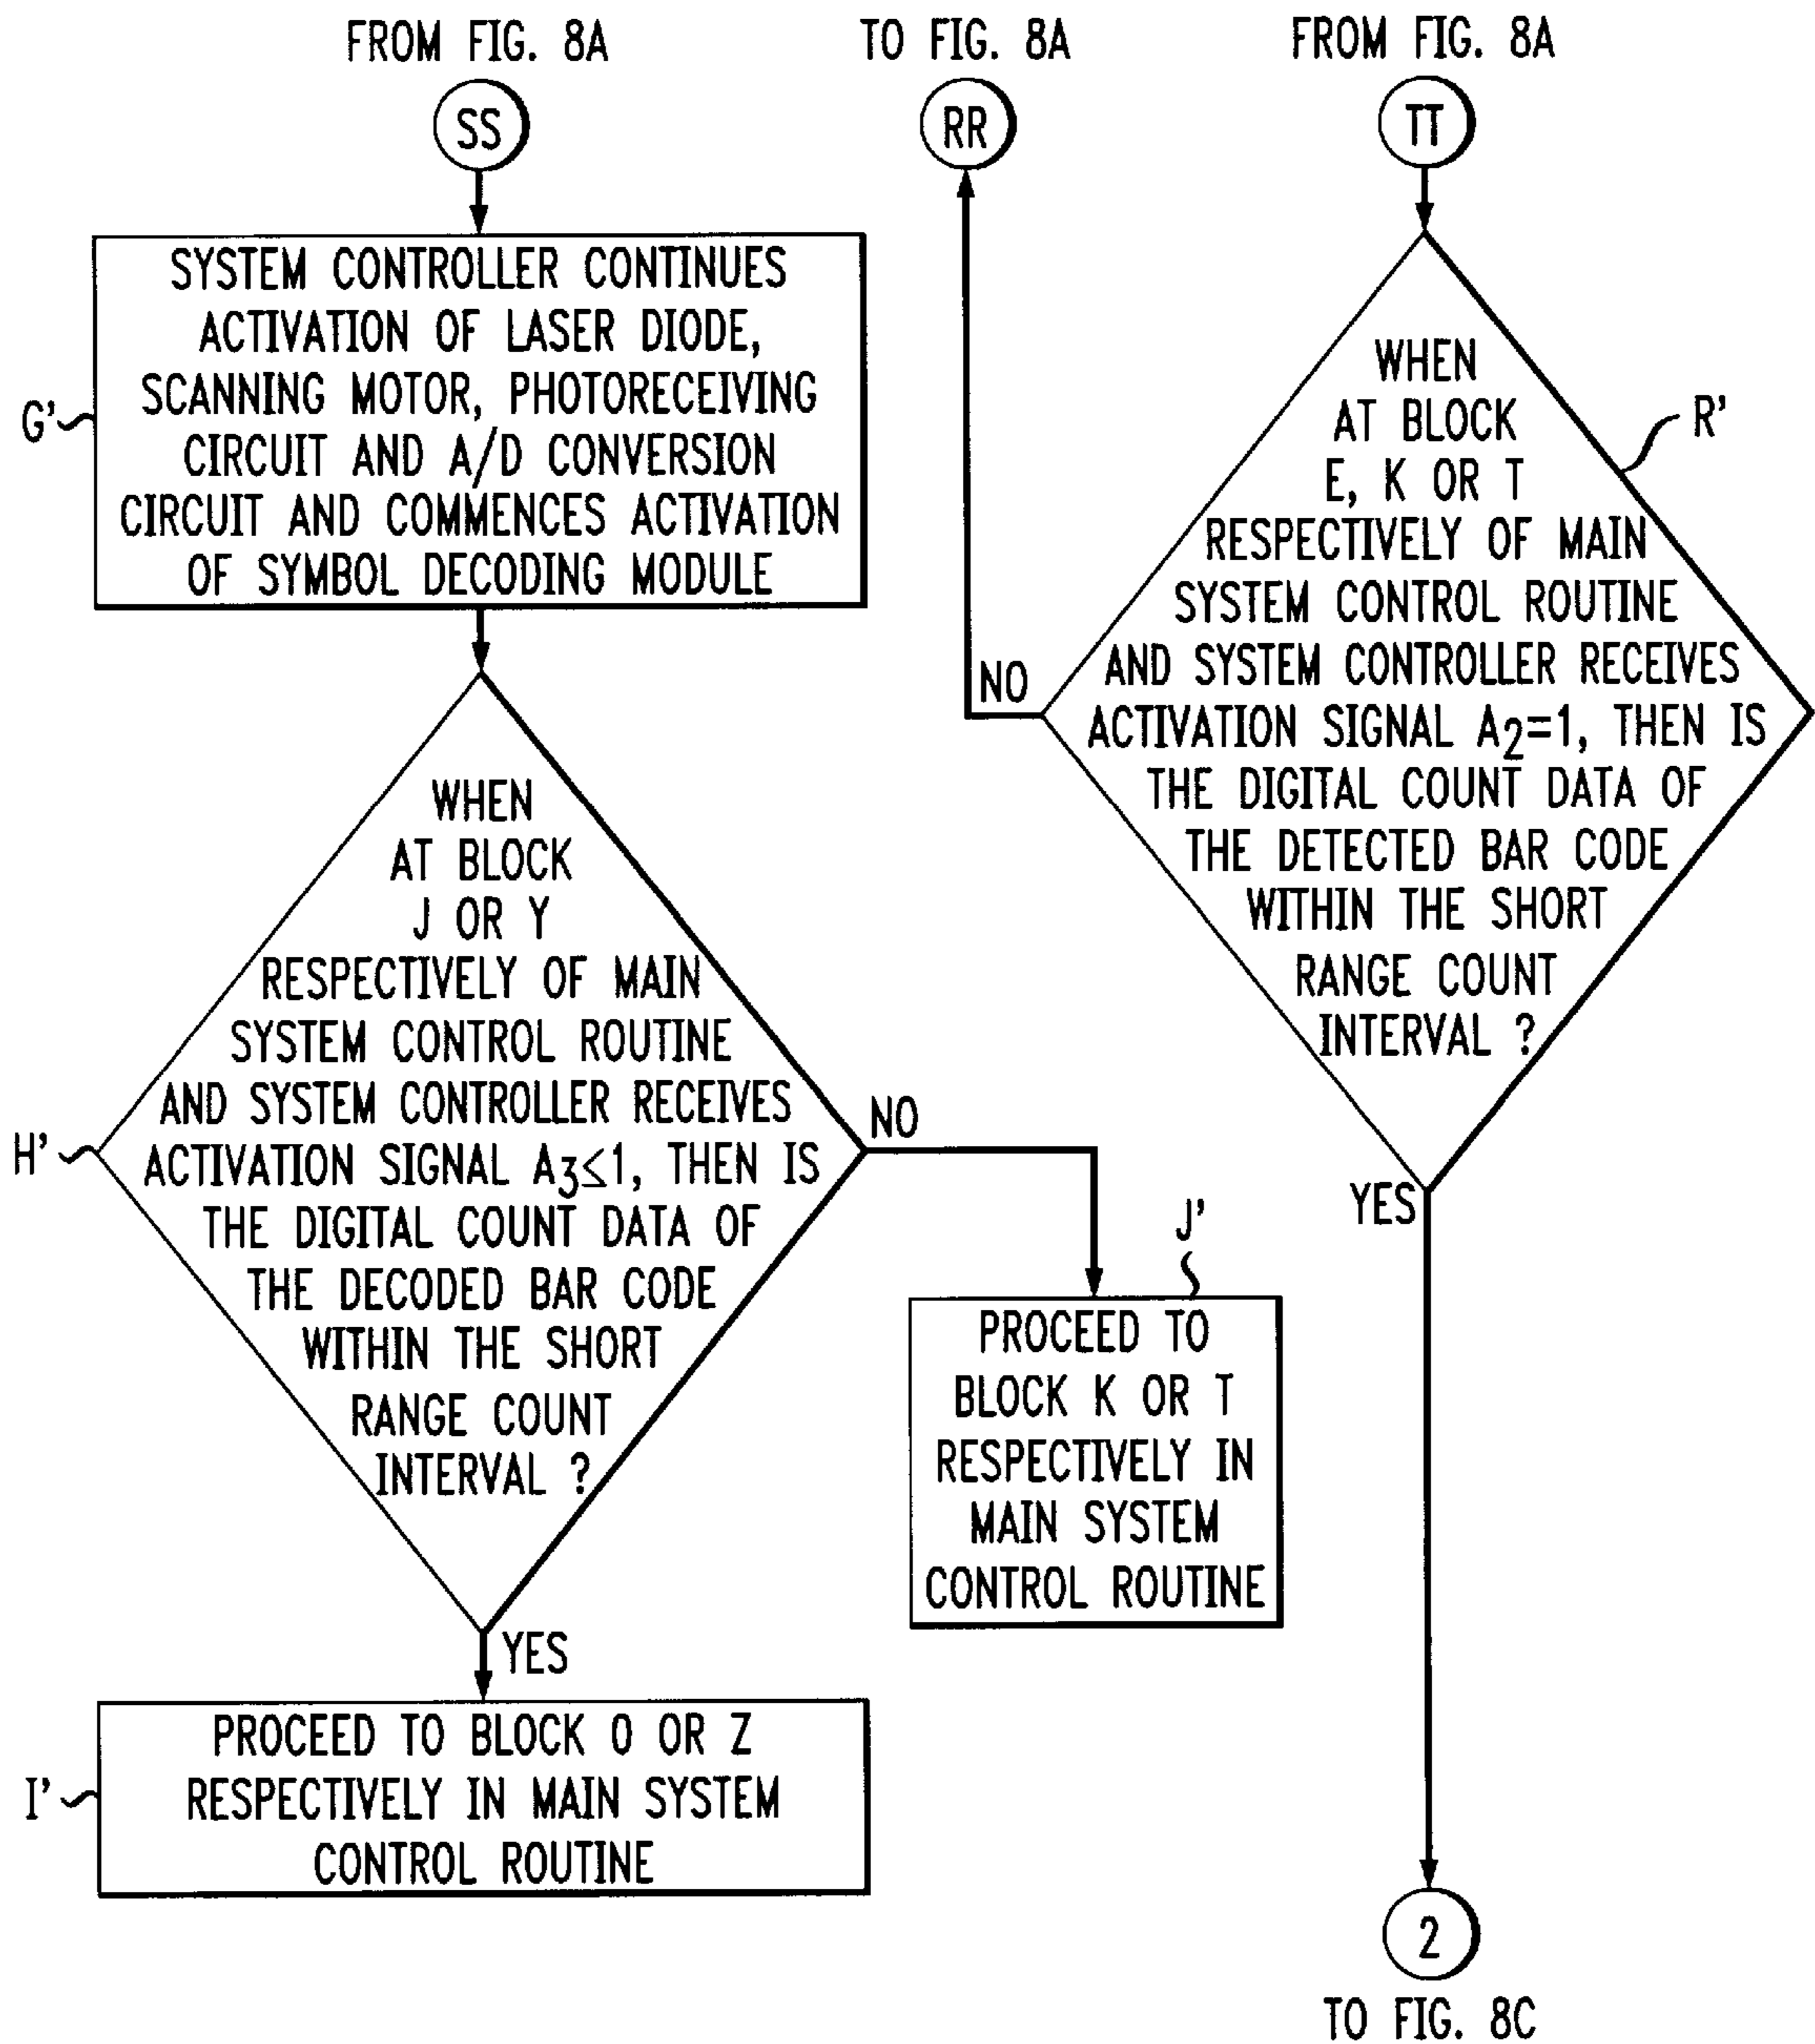 FROM FIG. 8A
SS
G'
SYSTEM CONTROLLER CONTINUES
ACTIVATION OF LASER DIODE,
SCANNING MOTOR, PHOTORECEIVING
CIRCUIT AND A/D CONVERSION
CIRCUIT AND COMMENCES ACTIVATION
OF SYMBOL DECODING MODULE
H'
WHEN
AT BLOCK
J OR Y
RESPECTIVELY OF MAIN
SYSTEM CONTROL ROUTINE
AND SYSTEM CONTROLLER RECEIVES
ACTIVATION SIGNAL A3≤1, THEN IS
THE DIGITAL COUNT DATA OF
THE DECODED BAR CODE
WITHIN THE SHORT
RANGE COUNT
INTERVAL ?
NO
J'
PROCEED TO
BLOCK K OR T
RESPECTIVELY IN
MAIN SYSTEM
CONTROL ROUTINE
YES
I'
PROCEED TO BLOCK O OR Z
RESPECTIVELY IN MAIN SYSTEM
CONTROL ROUTINE
TO FIG. 8A
RR
FROM FIG. 8A
TT
R'
WHEN
AT BLOCK
E, K OR T
RESPECTIVELY OF MAIN
SYSTEM CONTROL ROUTINE
AND SYSTEM CONTROLLER RECEIVES
ACTIVATION SIGNAL A2=1, THEN IS
THE DIGITAL COUNT DATA OF
THE DETECTED BAR CODE
WITHIN THE SHORT
RANGE COUNT
INTERVAL ?
NO
YES
2
TO FIG. 8C